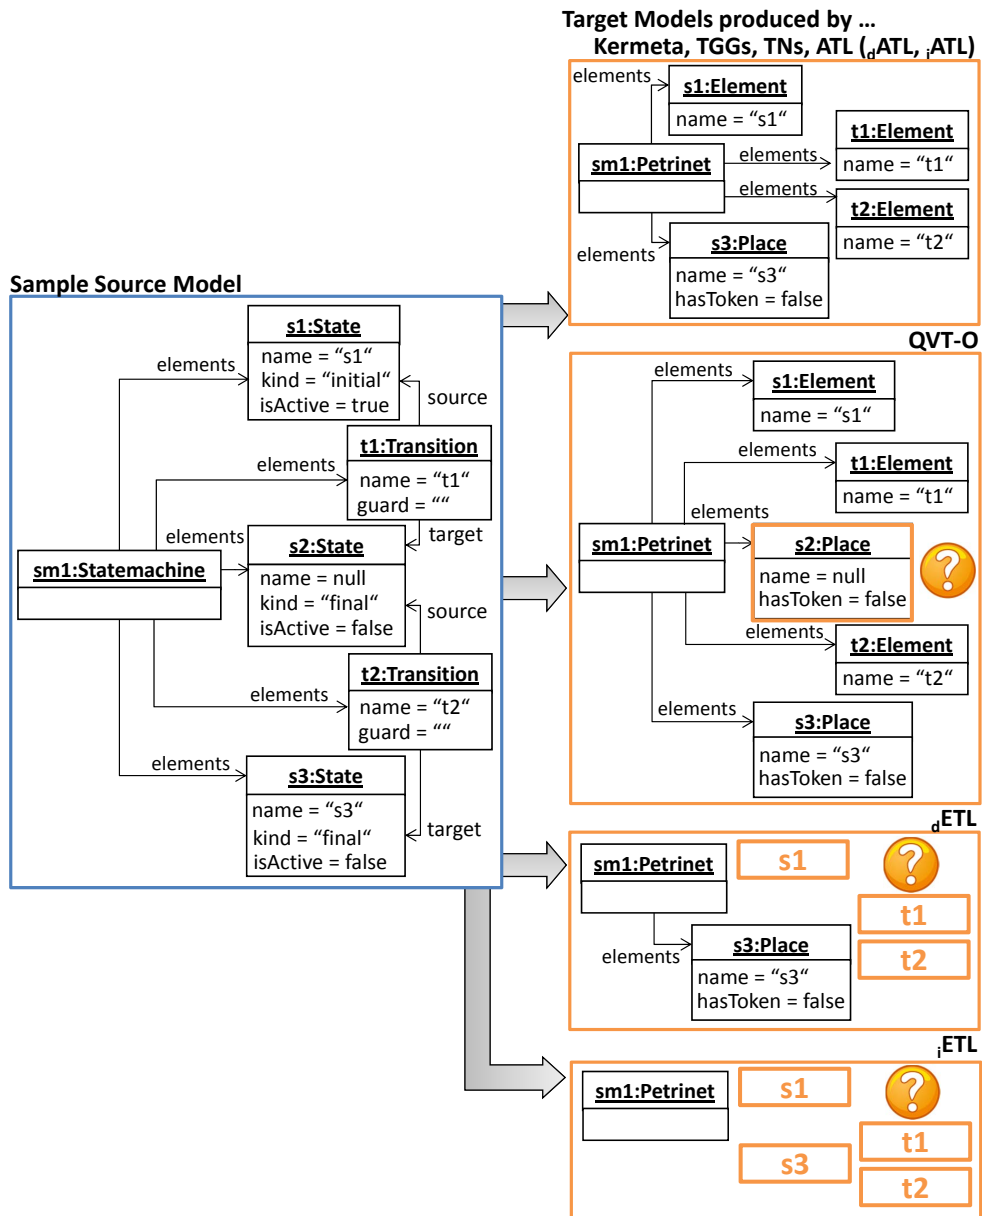 Target Models produced by ...
Kermeta, TGGs, TNs, ATL (dATL, iATL)
elements
s1:Element
name = “s1“
sm1:Petrinet
elements
t1:Element
name = “t1“
elements
t2:Element
name = “t2“
elements
s3:Place
name = “s3“
hasToken = false
Sample Source Model
s1:State
name = “s1“
kind = “initial“
isActive = true
elements
source
t1:Transition
name = “t1“
guard = ““
elements
target
elements
s2:State
name = null
kind = “final“
isActive = false
sm1:Statemachine
source
t2:Transition
name = “t2“
guard = ““
elements
elements
s3:State
name = “s3“
kind = “final“
isActive = false
target
QVT-O
elements
s1:Element
name = “s1“
elements
t1:Element
name = “t1“
elements
sm1:Petrinet
s2:Place
name = null
hasToken = false
?
elements
t2:Element
name = “t2“
elements
s3:Place
name = “s3“
hasToken = false
dETL
sm1:Petrinet
s1
?
t1
t2
elements
s3:Place
name = “s3“
hasToken = false
iETL
sm1:Petrinet
s1
?
t1
s3
t2